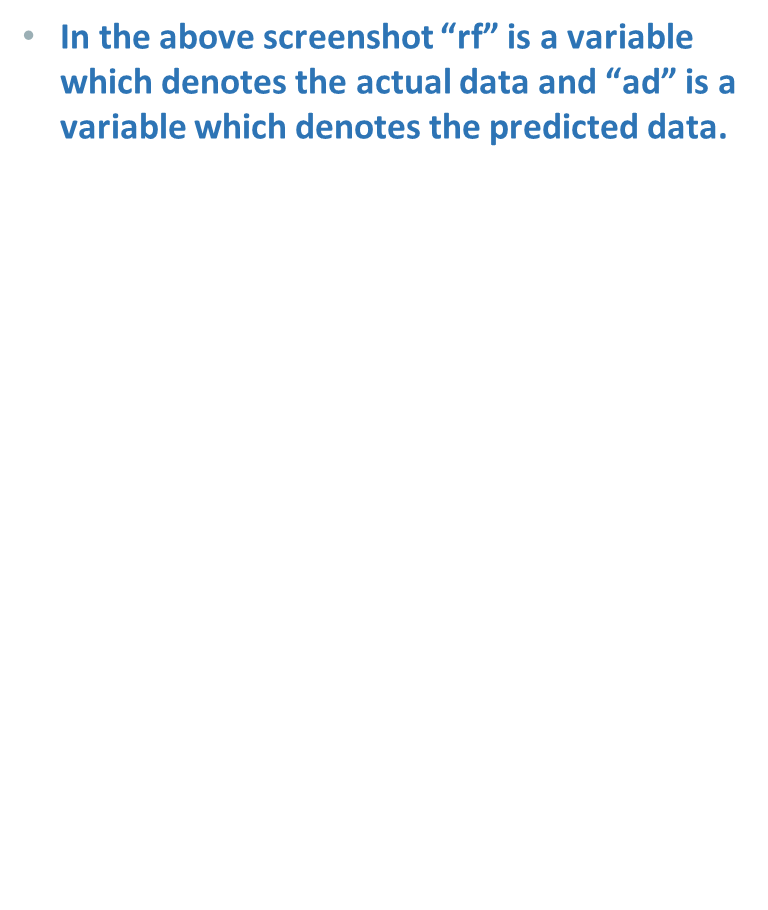 • In the above screenshot “rf” is a variable
which denotes the actual data and “ad” is a
variable which denotes the predicted data.